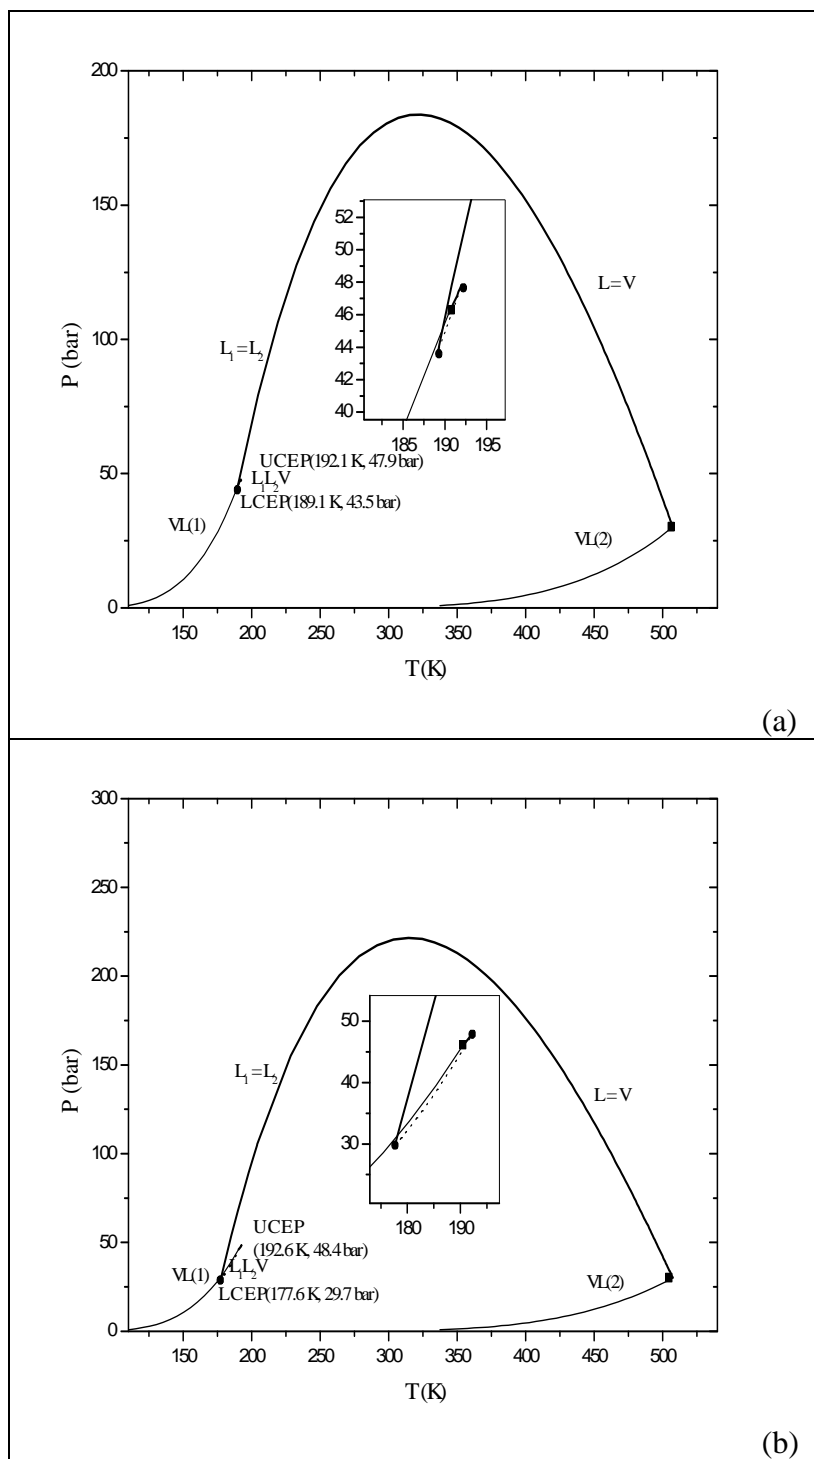 200
150
100
50
0
P (bar)
52
50
48
46
44
42
40
185 190 195
L₁=L₂
L=V
UCEP(192.1 K, 47.9 bar)
L₁L₂V
LCEP(189.1 K, 43.5 bar)
VL(1)
VL(2)
150 200 250 300 350 400 450 500
T (K)
(a)
300
250
200
150
100
50
0
P (bar)
50
40
30
180 190
L₁=L₂
L=V
UCEP
(192.6 K, 48.4 bar)
L₁L₂V
VL(1)
LCEP(177.6 K, 29.7 bar)
VL(2)
150 200 250 300 350 400 450 500
T (K)
(b)